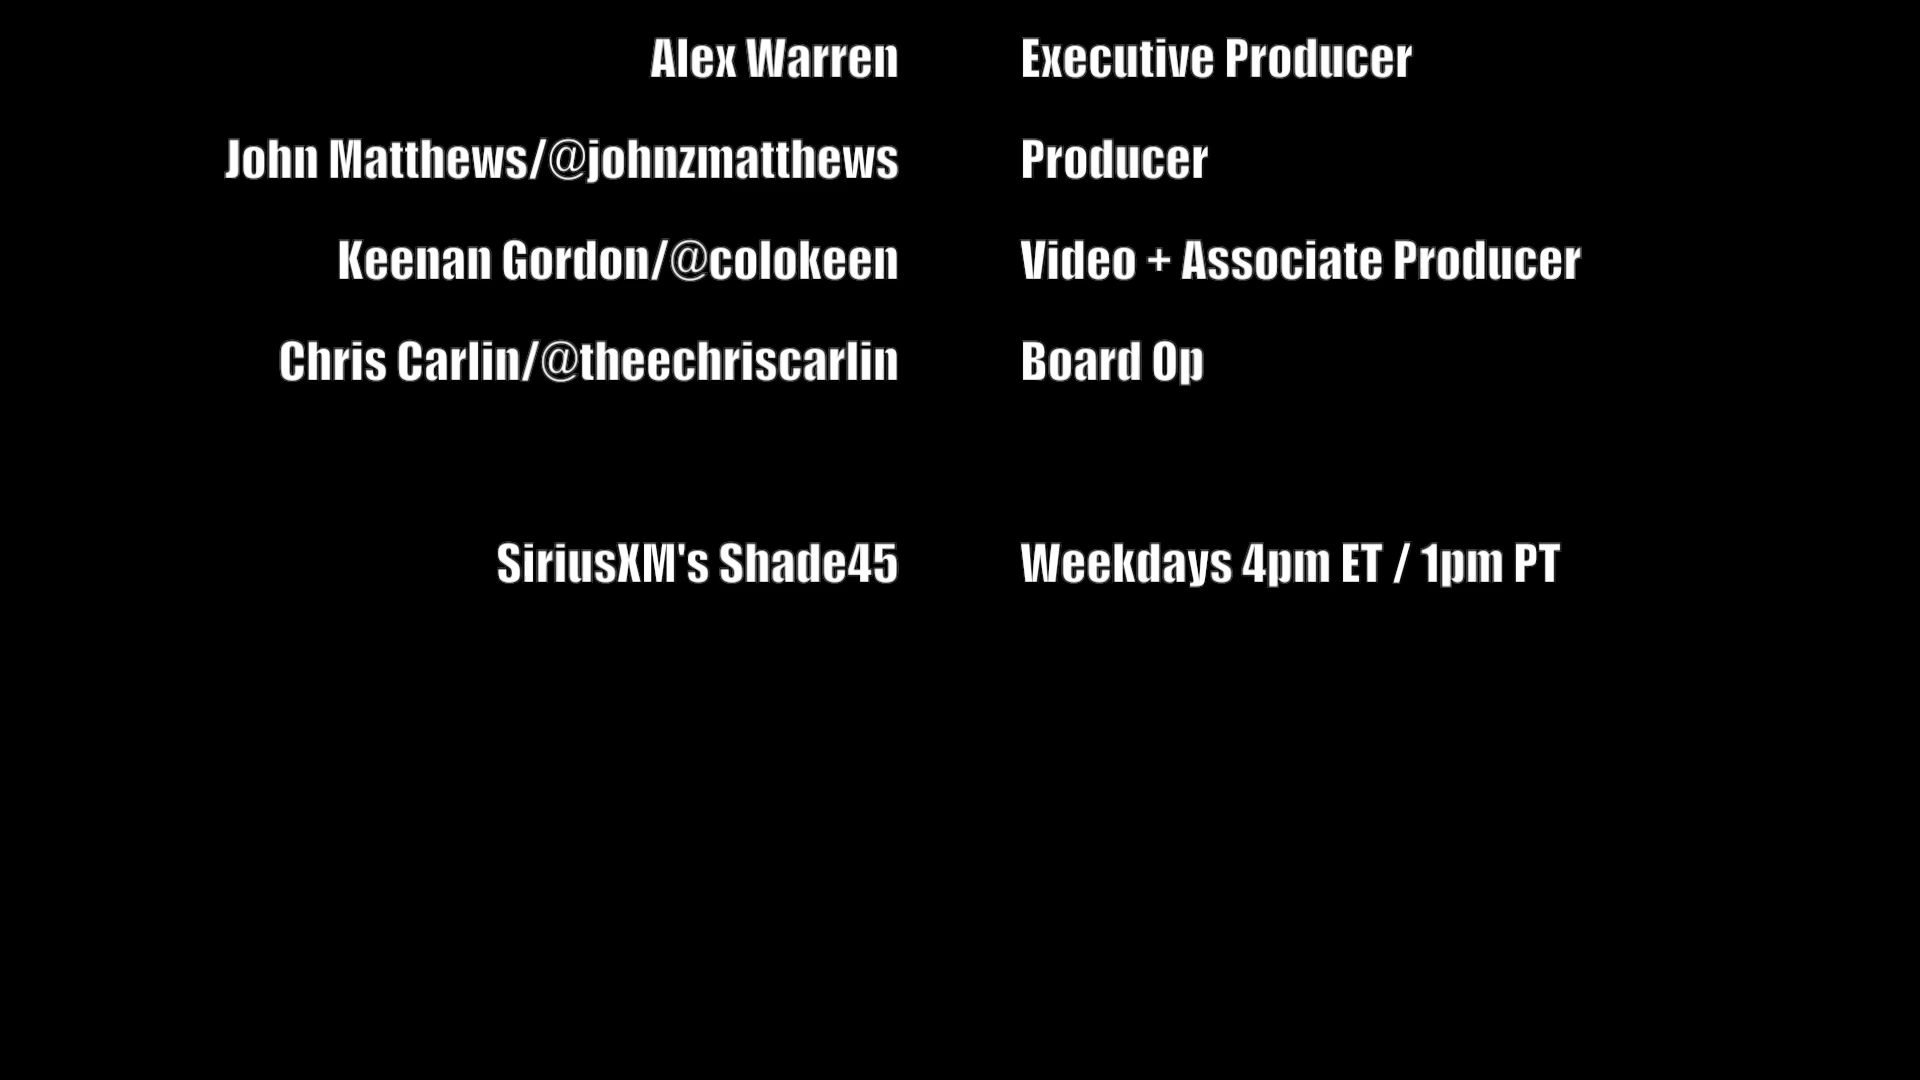 Alex Warren Executive Producer
John Matthews/@johnzmatthews Producer
Keenan Gordon/@colokeen Video + Associate Producer
Chris Carlin/@theechriscarlin Board Op
SiriusXM's Shade45 Weekdays 4pm ET / 1pm PT